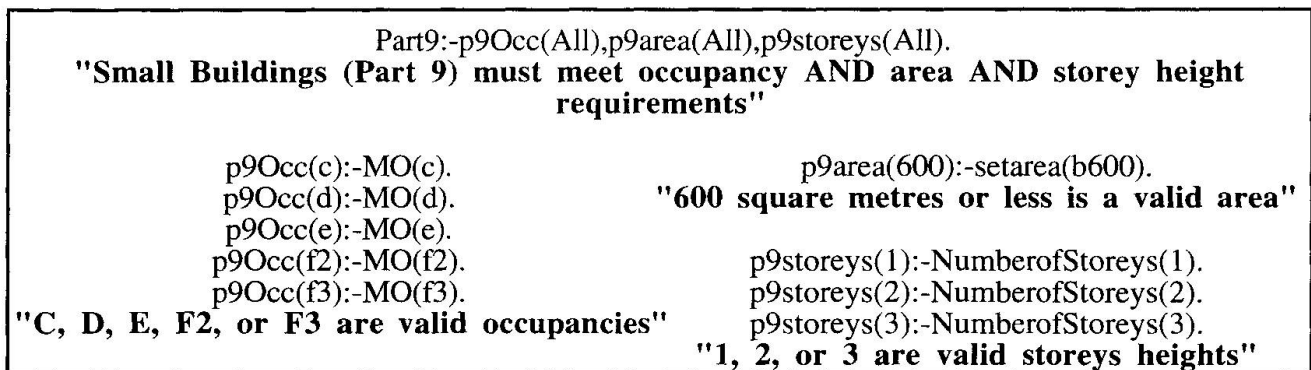 Part9:-p9Occ(All),p9area(All),p9storeys(All).
"Small Buildings (Part 9) must meet occupancy AND area AND storey height
requirements"
p9Occ(c):-MO(c).
p9Occ(d):-MO(d).
p9Occ(e):-MO(e).
p9Occ(f2):-MO(f2).
p9Occ(f3):-MO(f3).
"C, D, E, F2, or F3 are valid occupancies"
p9area(600):-setarea(b600).
"600 square metres or less is a valid area"
p9storeys(1):-NumberofStoreys(1).
p9storeys(2):-NumberofStoreys(2).
p9storeys(3):-NumberofStoreys(3).
"1, 2, or 3 are valid storeys heights"